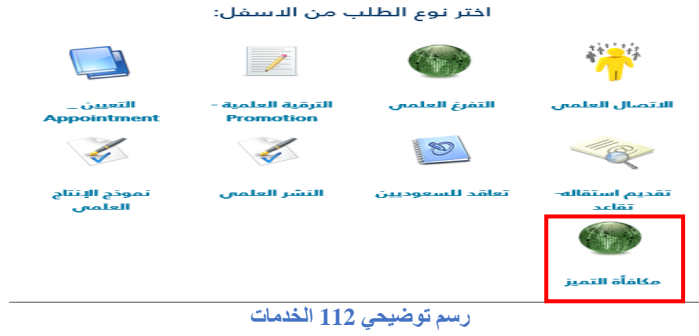 اختر نوع الطلب من الاسفل:
الاتصال العلمي
التفرغ العلمي
الترقية العلمية -
Promotion
التعيين _
Appointment
تقديم استقاله-
تقاعد
تعاقد للسعوديين
النشر العلمي
نموذج الإنتاج
العلمي
مكافأة التميز
رسم توضيحي 112 الخدمات